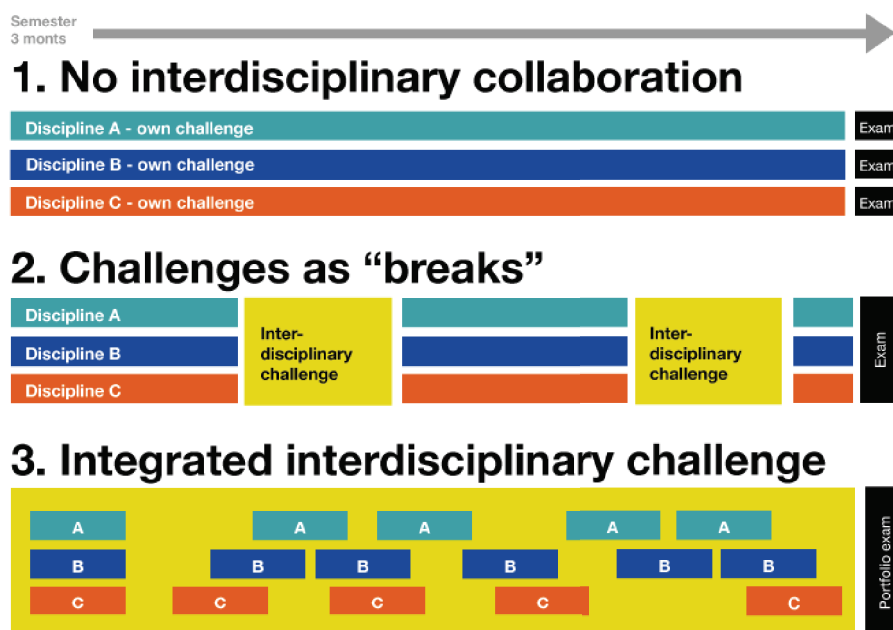 Semester
3 monts
1. No interdisciplinary collaboration
Discipline A - own challenge
Exam
Discipline B - own challenge
Exam
Discipline C - own challenge
Exam
2. Challenges as “breaks”
Discipline A
Discipline B
Discipline C
Inter-
disciplinary
challenge
Inter-
disciplinary
challenge
Exam
3. Integrated interdisciplinary challenge
A A A A A
B B B B B B
C C C C C
Portfolio exam